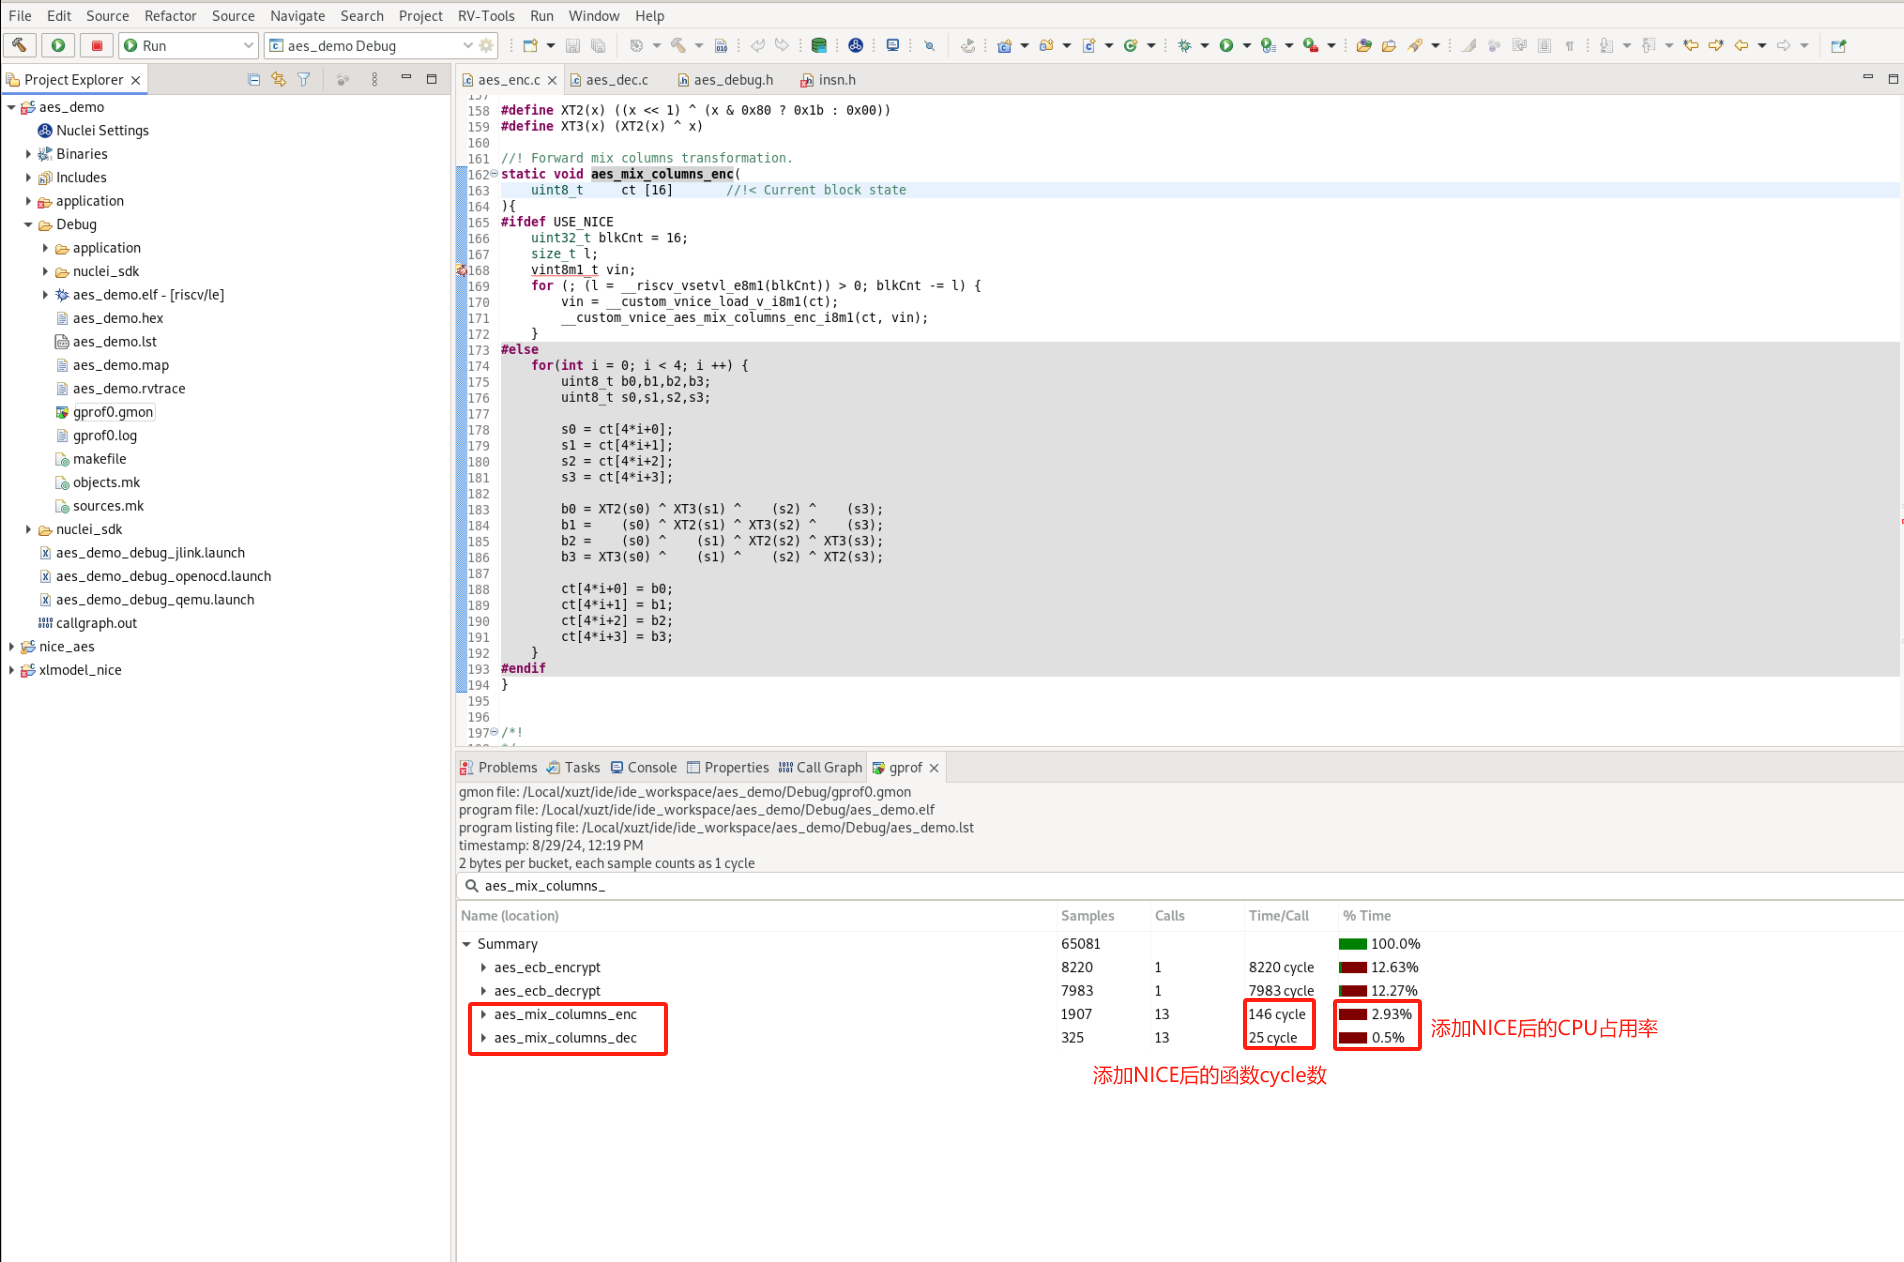 File Edit Source Refactor Source Navigate Search Project RV-Tools Run Window Help
Run
aes_demo Debug
Project Explorer
aes_demo
Nuclei Settings
Binaries
Includes
application
Debug
application
nuclei_sdk
aes_demo.elf - [riscv/le]
aes_demo.hex
aes_demo.lst
aes_demo.map
aes_demo.rvtrace
gprof0.gmon
gprof0.log
makefile
objects.mk
sources.mk
nuclei_sdk
aes_demo_debug_jlink.launch
aes_demo_debug_openocd.launch
aes_demo_debug_qemu.launch
callgraph.out
nice_aes
xlmodel_nice
aes_enc.c aes_dec.c aes_debug.h insn.h
157
158 #define XT2(x) ((x << 1) ^ (x & 0x80 ? 0x1b : 0x00))
159 #define XT3(x) (XT2(x) ^ x)
160
161 //! Forward mix columns transformation.
162 static void aes_mix_columns_enc(
163     uint8_t     ct [16]       //!< Current block state
164 ){
165 #ifdef USE_NICE
166     uint32_t blkCnt = 16;
167     size_t l;
168     vint8m1_t vin;
169     for (; (l = __riscv_vsetvl_e8m1(blkCnt)) > 0; blkCnt -= l) {
170         vin = __custom_vnice_load_v_i8m1(ct);
171         __custom_vnice_aes_mix_columns_enc_i8m1(ct, vin);
172     }
173 #else
174     for(int i = 0; i < 4; i ++) {
175         uint8_t b0,b1,b2,b3;
176         uint8_t s0,s1,s2,s3;
177
178         s0 = ct[4*i+0];
179         s1 = ct[4*i+1];
180         s2 = ct[4*i+2];
181         s3 = ct[4*i+3];
182
183         b0 = XT2(s0) ^ XT3(s1) ^    (s2) ^    (s3);
184         b1 =    (s0) ^ XT2(s1) ^ XT3(s2) ^    (s3);
185         b2 =    (s0) ^    (s1) ^ XT2(s2) ^ XT3(s3);
186         b3 = XT3(s0) ^    (s1) ^    (s2) ^ XT2(s3);
187
188         ct[4*i+0] = b0;
189         ct[4*i+1] = b1;
190         ct[4*i+2] = b2;
191         ct[4*i+3] = b3;
192     }
193 #endif
194 }
195
196
197 /*!
Problems Tasks Console Properties Call Graph gprof
gmon file: /Local/xuzt/ide/ide_workspace/aes_demo/Debug/gprof0.gmon
program file: /Local/xuzt/ide/ide_workspace/aes_demo/Debug/aes_demo.elf
program listing file: /Local/xuzt/ide/ide_workspace/aes_demo/Debug/aes_demo.lst
timestamp: 8/29/24, 12:19 PM
2 bytes per bucket, each sample counts as 1 cycle
aes_mix_columns_
Name (location) Samples Calls Time/Call % Time
Summary 65081 100.0%
aes_ecb_encrypt 8220 1 8220 cycle 12.63%
aes_ecb_decrypt 7983 1 7983 cycle 12.27%
aes_mix_columns_enc 1907 13 146 cycle 2.93%
aes_mix_columns_dec 325 13 25 cycle 0.5%
添加NICE后的CPU占用率
添加NICE后的函数cycle数